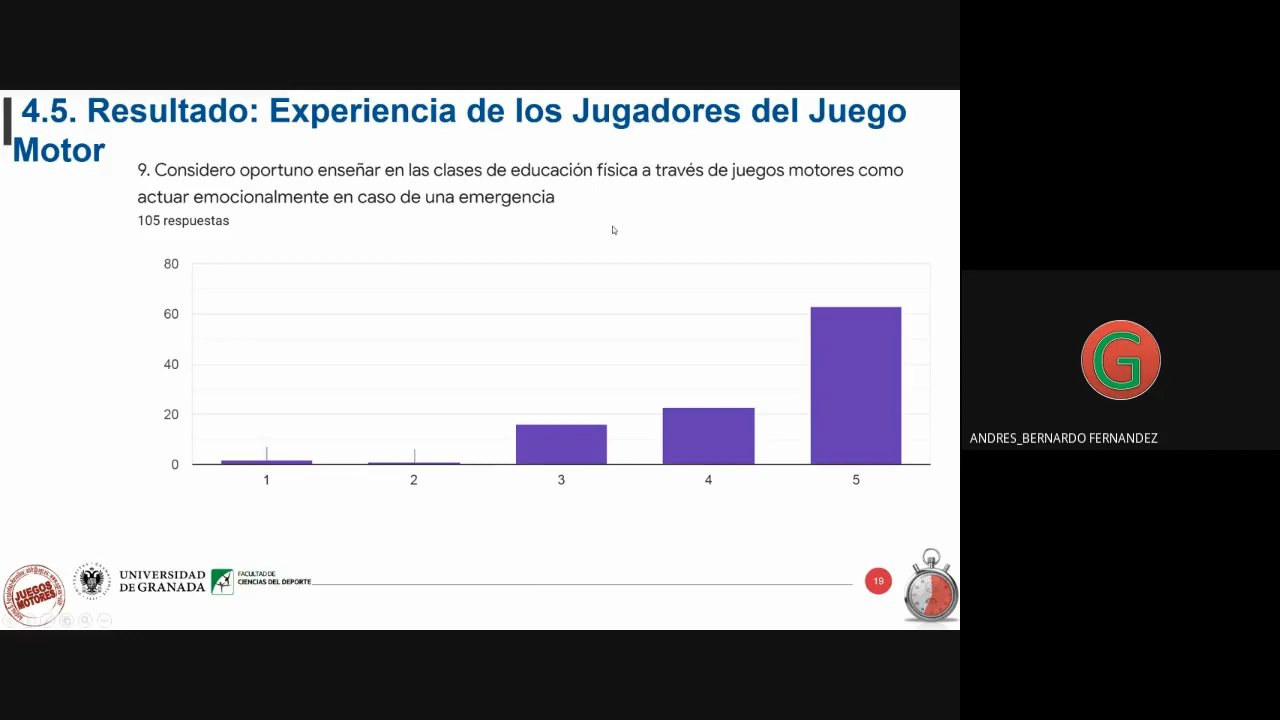 4.5. Resultado: Experiencia de los Jugadores del Juego
Motor
9. Considero oportuno enseñar en las clases de educación física a través de juegos motores como
actuar emocionalmente en caso de una emergencia
105 respuestas
80
60
40
20
0
1 2 3 4 5
G
ANDRES_BERNARDO FERNANDEZ
JUEGOS
MOTORES
UNIVERSIDAD
DE GRANADA
FACULTAD DE
CIENCIAS DEL DEPORTE
19